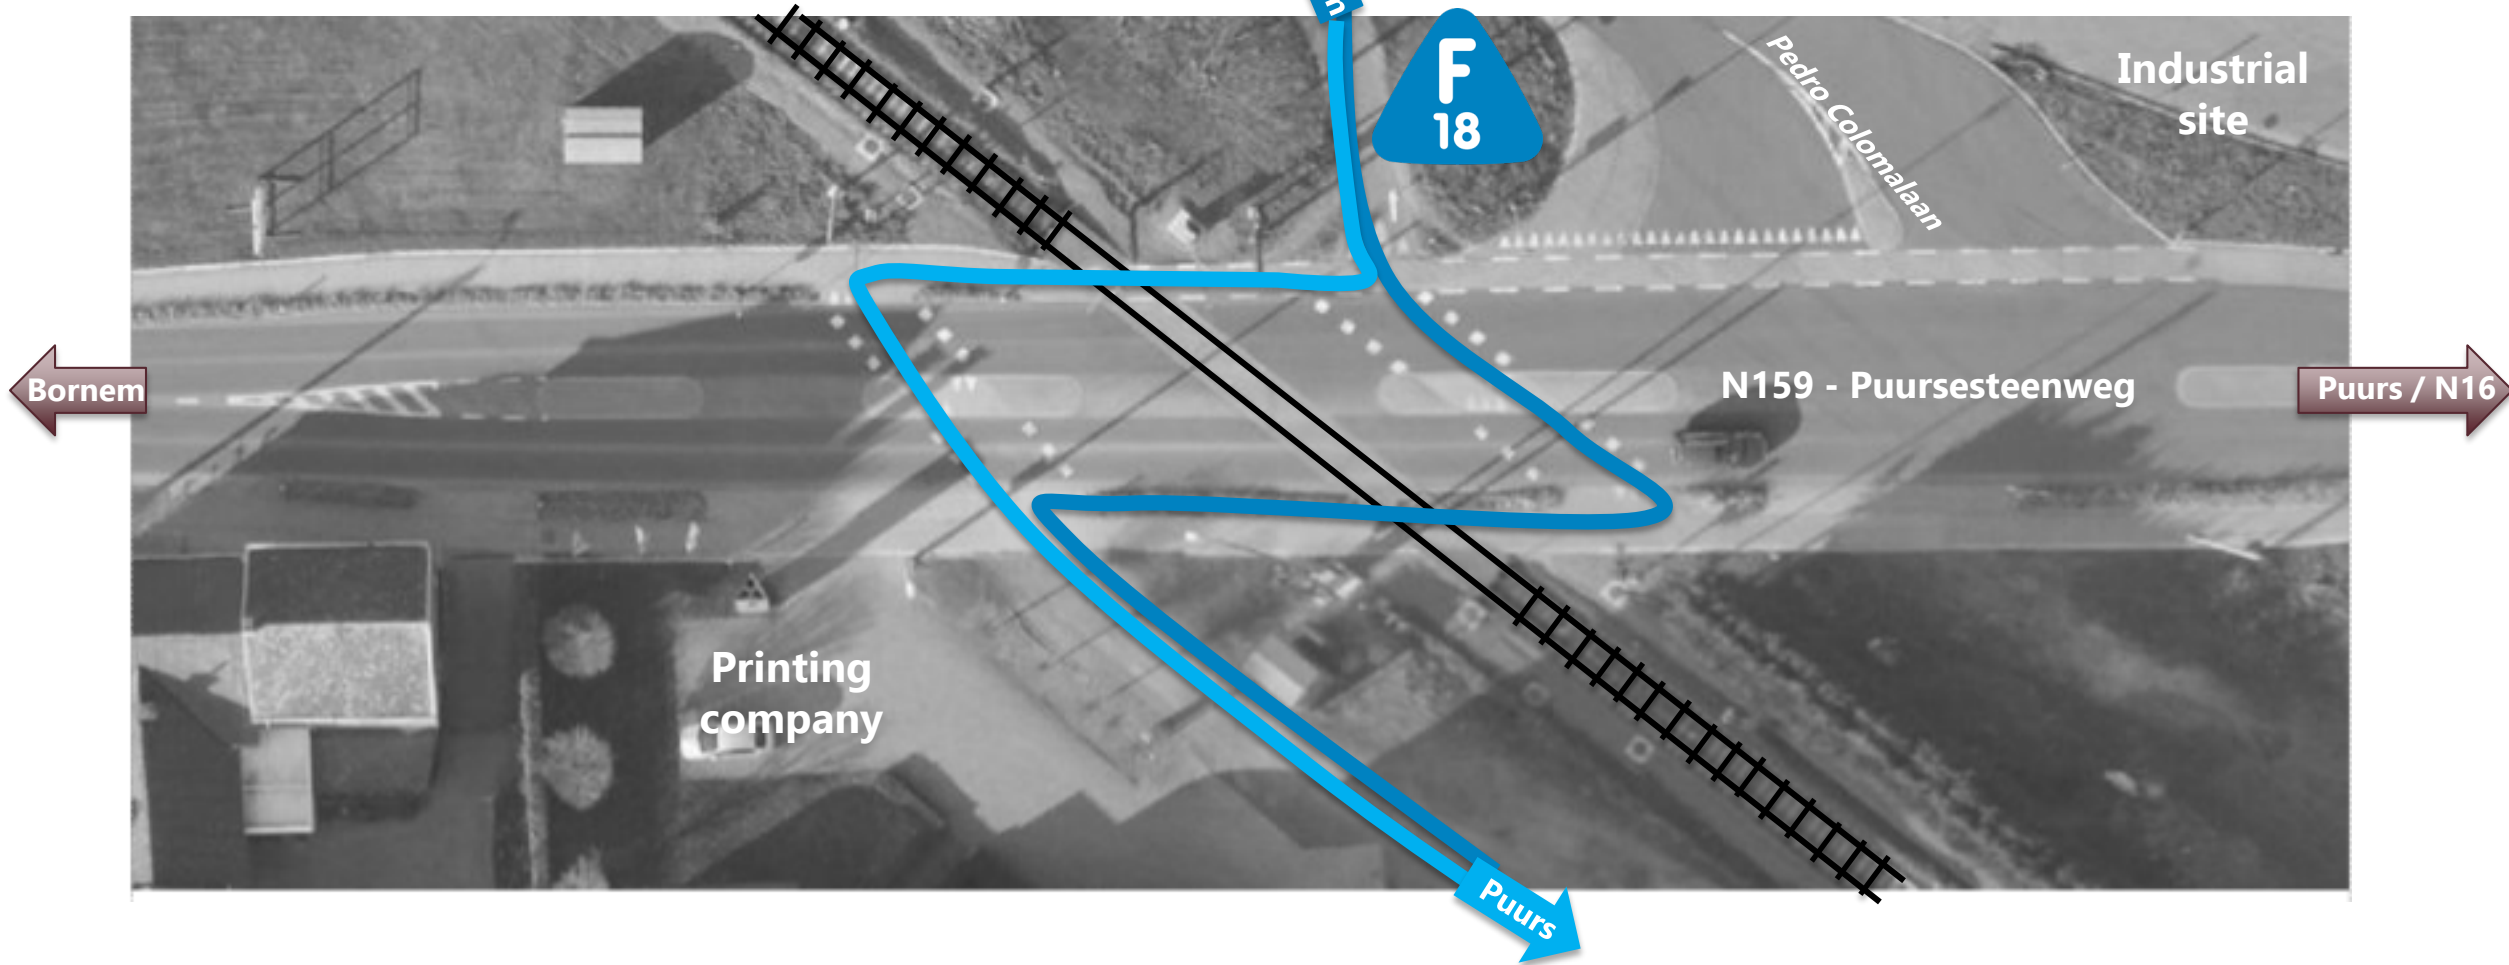 F
18
Pedro Colomalaan
Industrial
site
Bornem
N159 - Puursesteenweg
Puurs / N16
Printing
company
Puurs